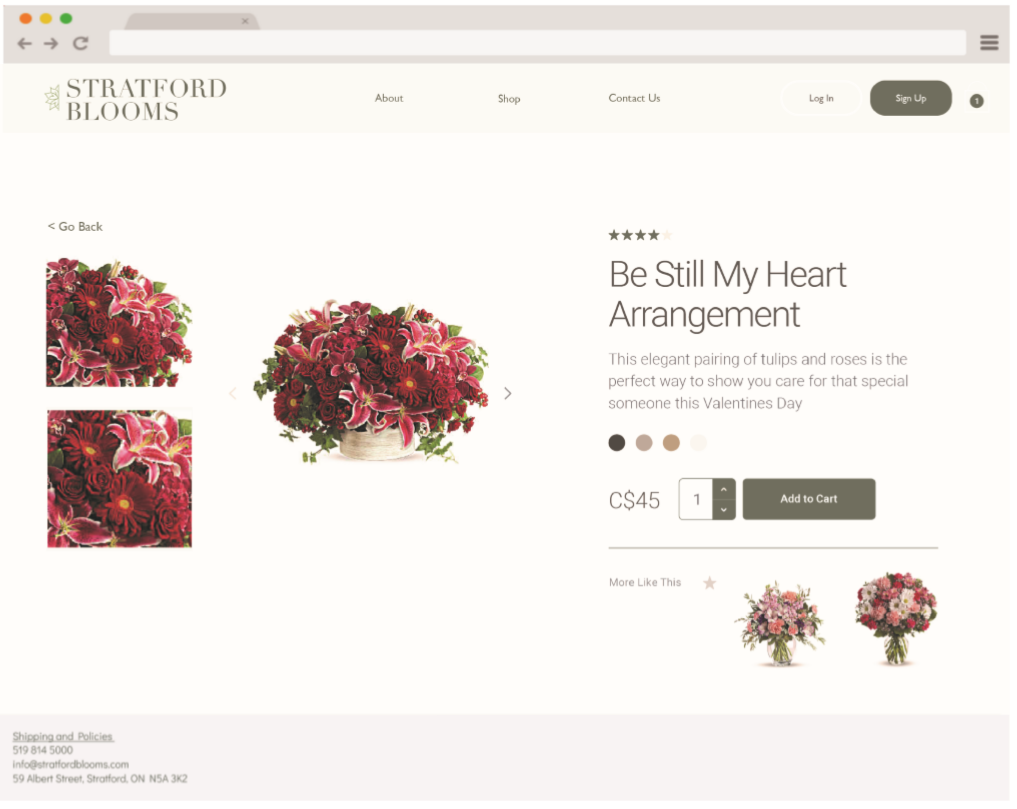 STRATFORD
BLOOMS
About
Shop
Contact Us
Log In
Sign Up
1
< Go Back
Be Still My Heart
Arrangement
This elegant pairing of tulips and roses is the
perfect way to show you care for that special
someone this Valentines Day
C$45
1
Add to Cart
More Like This
Shipping and Policies
519 814 5000
info@stratfordblooms.com
59 Albert Street, Stratford, ON N5A 3K2